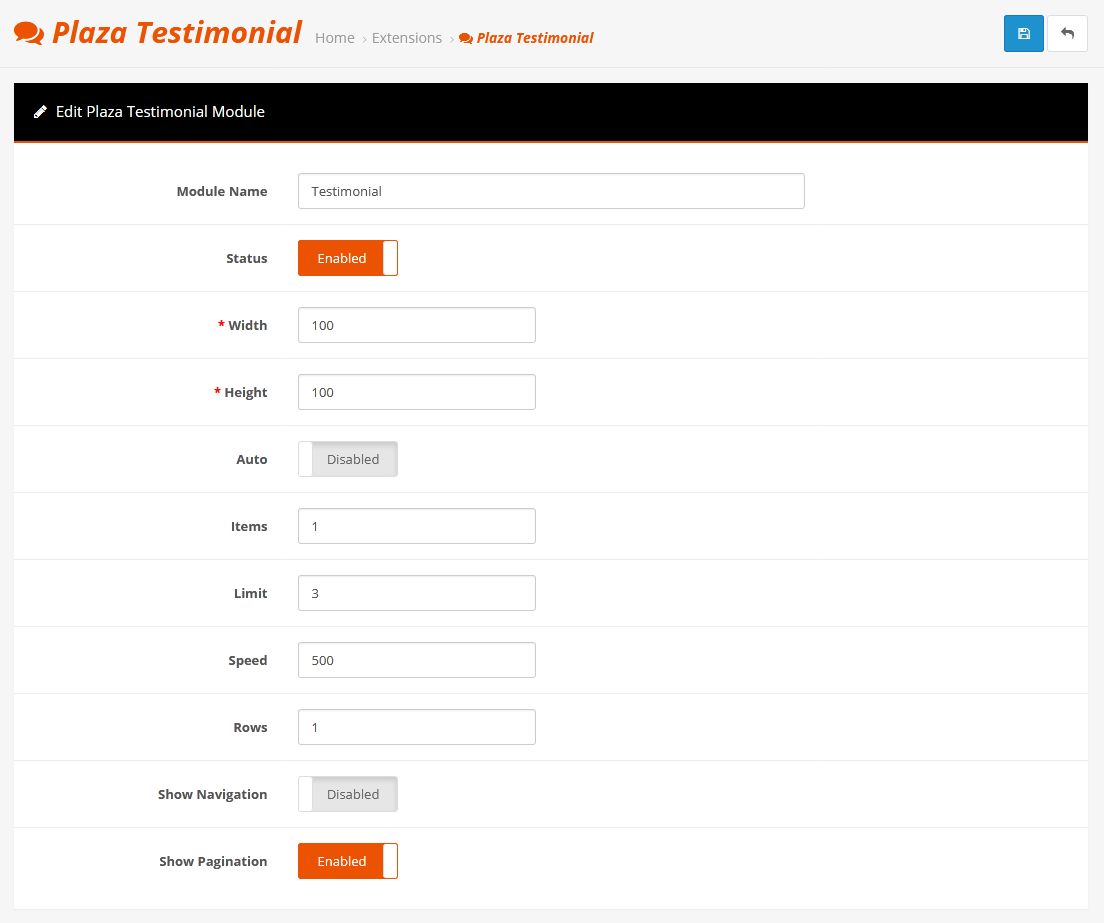 Plaza Testimonial Home › Extensions › Plaza Testimonial
Edit Plaza Testimonial Module
Module Name Testimonial
Status Enabled
* Width 100
* Height 100
Auto Disabled
Items 1
Limit 3
Speed 500
Rows 1
Show Navigation Disabled
Show Pagination Enabled